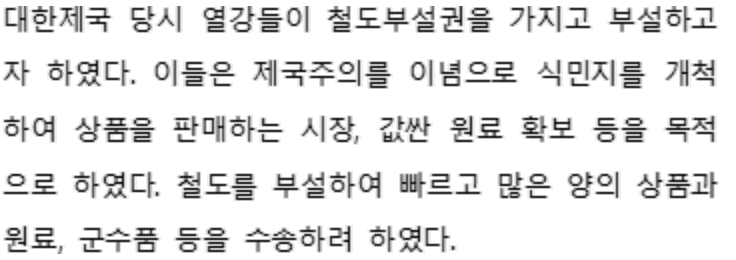 대한제국 당시 열강들이 철도부설권을 가지고 부설하고
자 하였다. 이들은 제국주의를 이념으로 식민지를 개척
하여 상품을 판매하는 시장, 값싼 원료 확보 등을 목적
으로 하였다. 철도를 부설하여 빠르고 많은 양의 상품과
원료, 군수품 등을 수송하려 하였다.